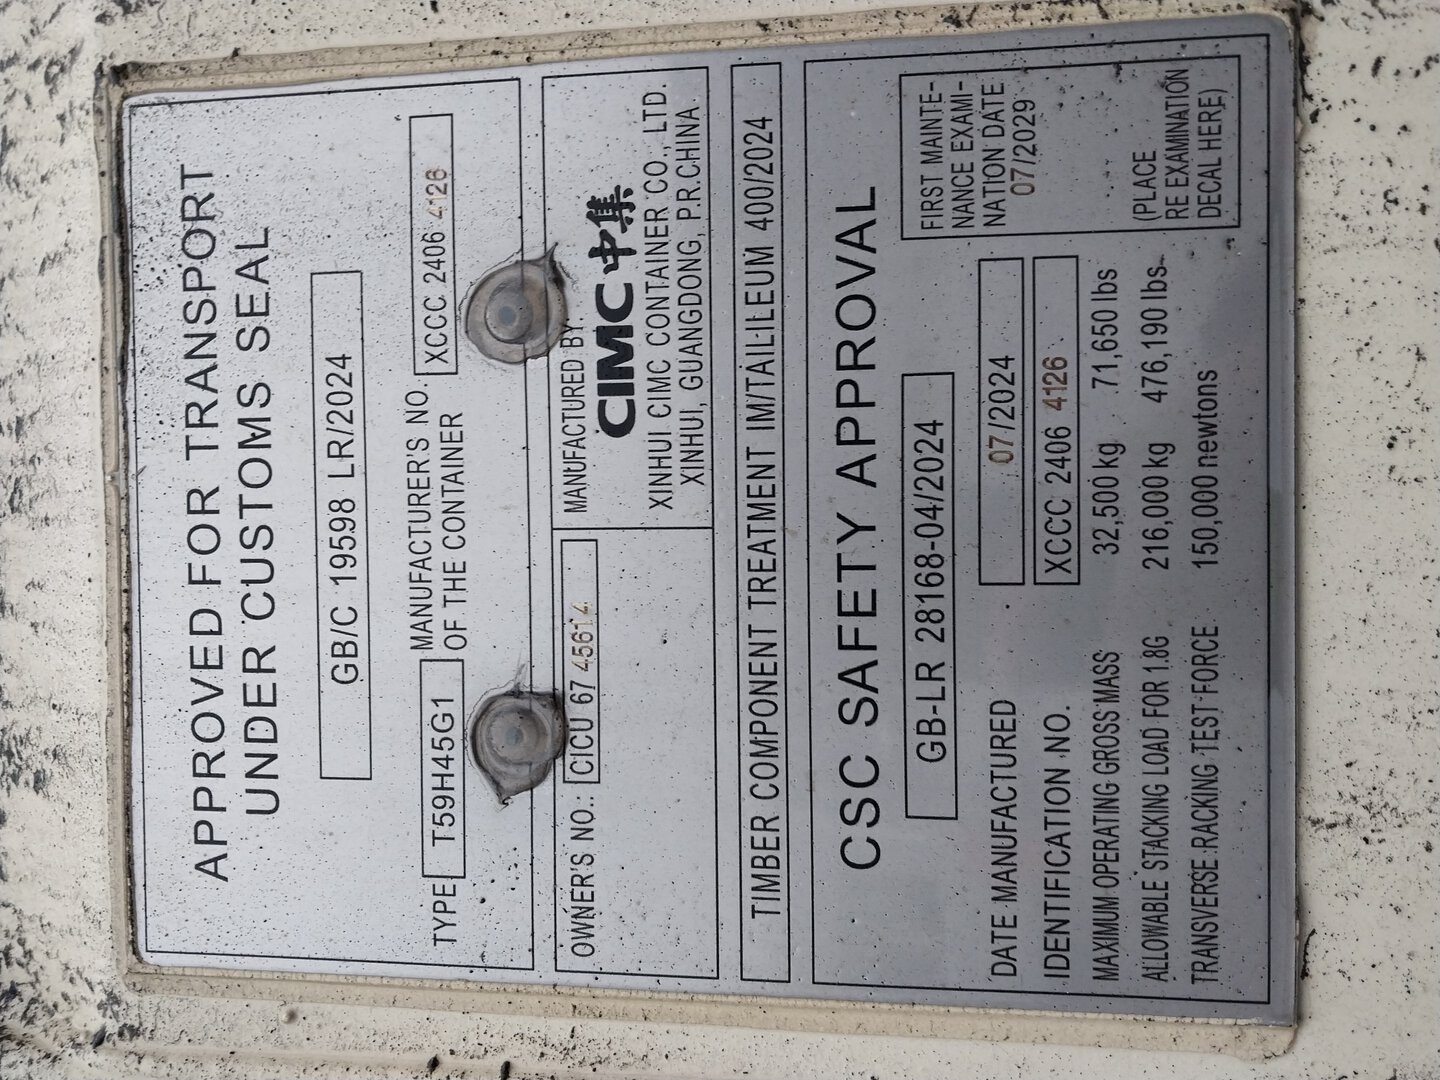 APPROVED FOR TRANSPORT
UNDER CUSTOMS SEAL
GB/C 19598 LR/2024
TYPE T59H45G1
MANUFACTURER'S NO.
OF THE CONTAINER
XCCC 2406 4126
OWNER'S NO.: CICU 67 45614
MANUFACTURED BY:
CIMC中集
XINHUI CIMC CONTAINER CO., LTD.
XINHUI, GUANGDONG, P.R.CHINA
TIMBER COMPONENT TREATMENT IM/TAILILEUM 400/2024
CSC SAFETY APPROVAL
GB-LR 28168-04/2024
DATE MANUFACTURED 07/2024
IDENTIFICATION NO. XCCC 2406 4126
MAXIMUM OPERATING GROSS MASS 32,500 kg 71,650 lbs
ALLOWABLE STACKING LOAD FOR 1.8G 216,000 kg 476,190 lbs
TRANSVERSE RACKING TEST FORCE 150,000 newtons
FIRST MAINTE-
NANCE EXAMI-
NATION DATE
07/2029
(PLACE
RE EXAMINATION
DECAL HERE)